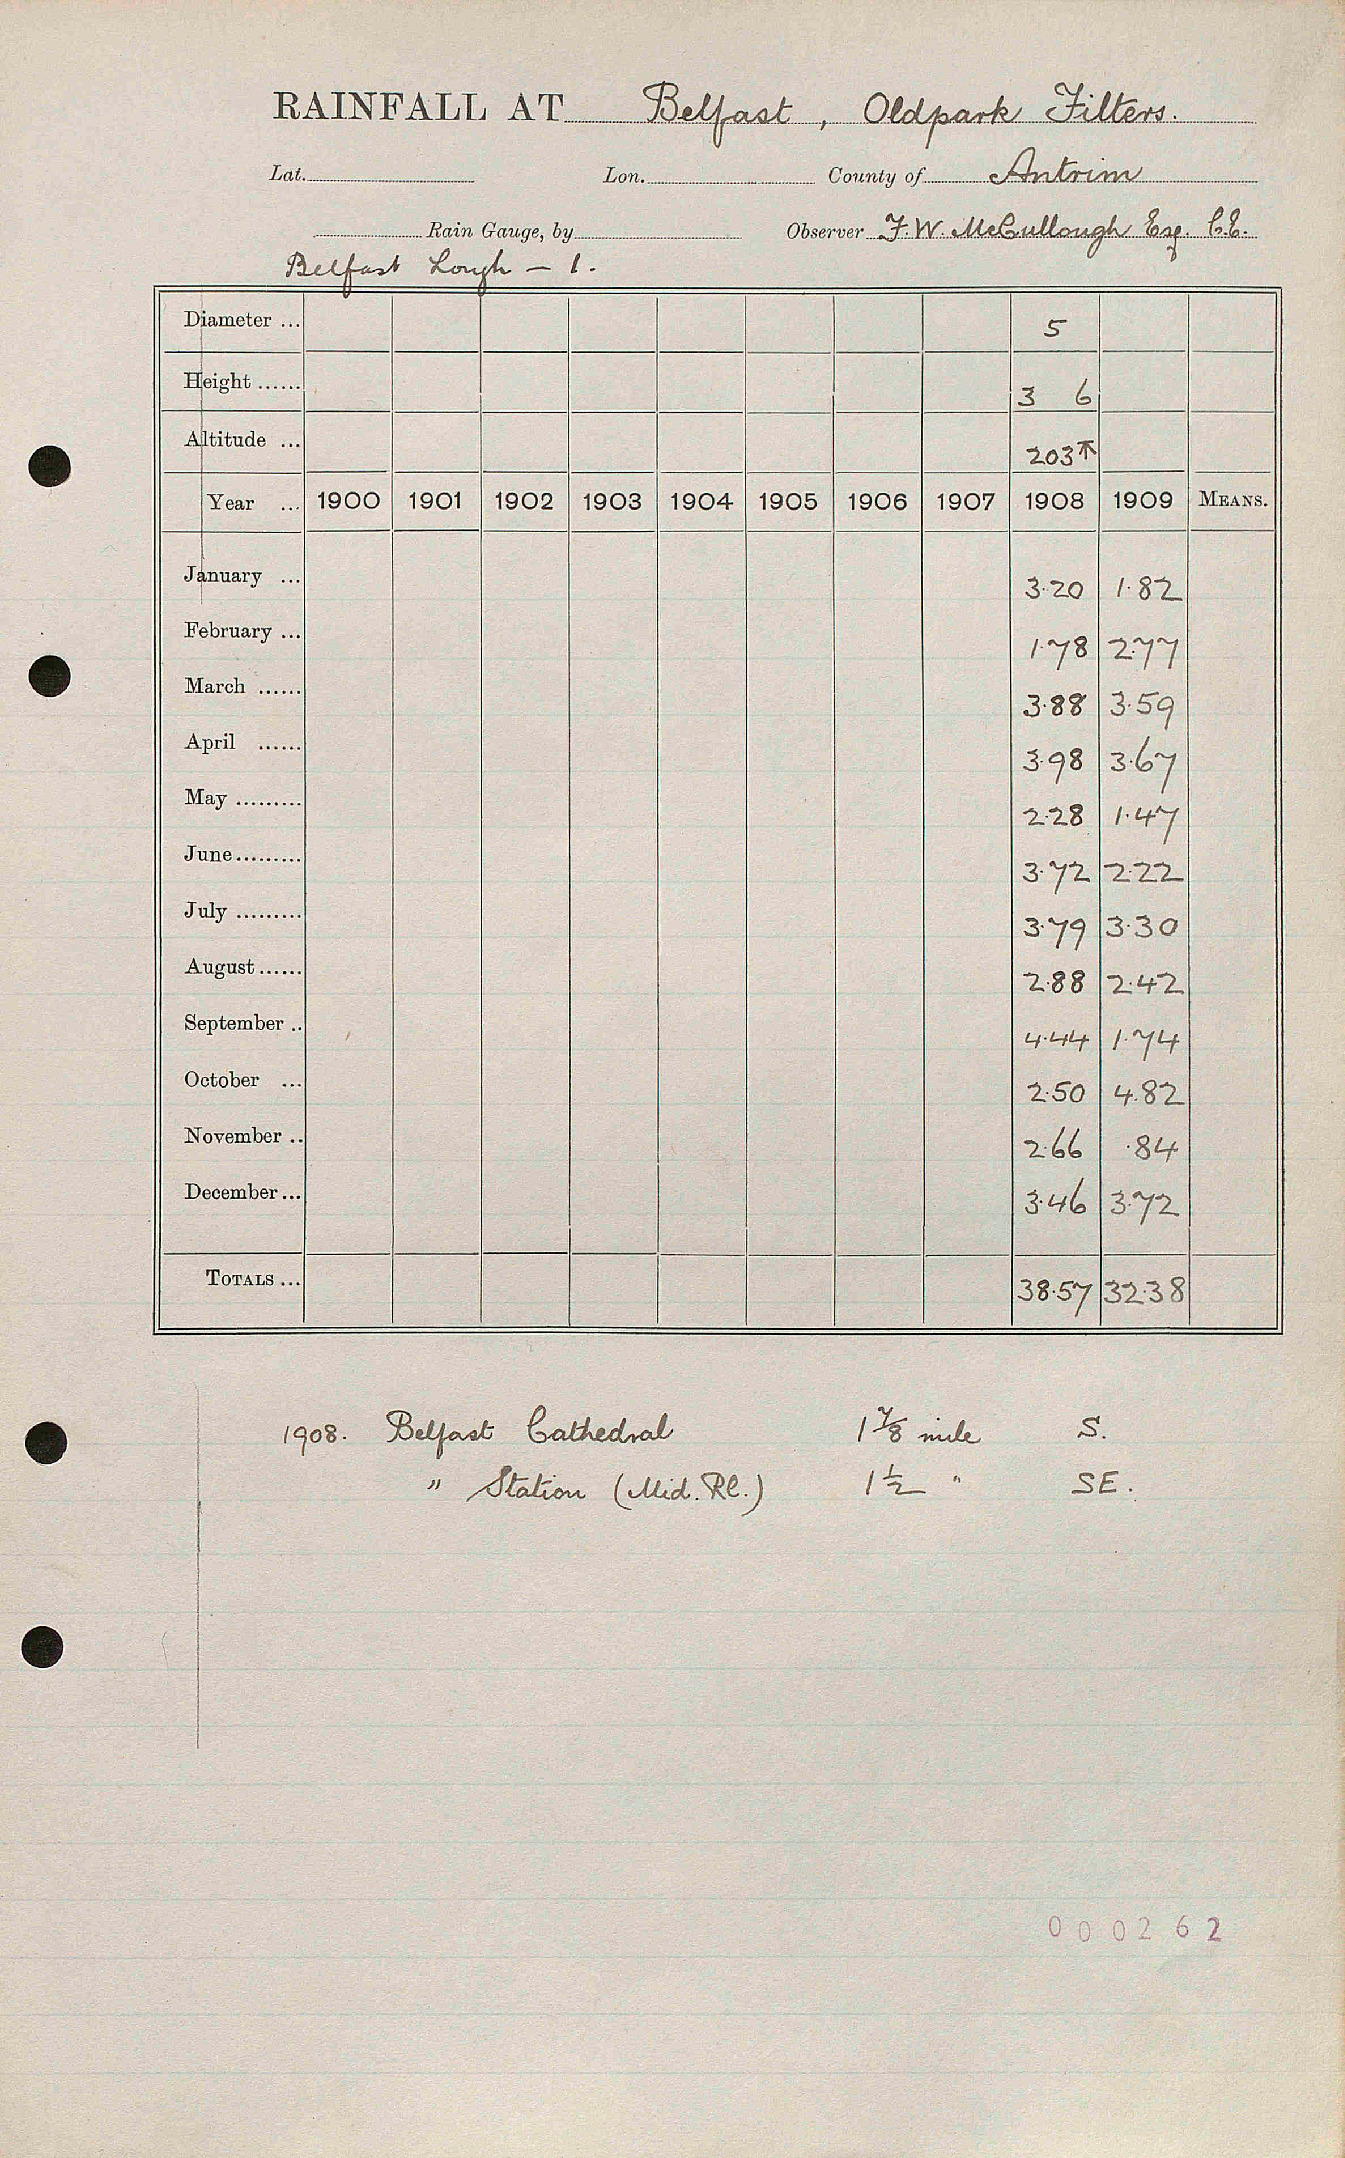 RAINFALL AT Belfast, Oldpark Filters.
Lat. Lon. County of Antrim
Rain Gauge, by Observer F. W. McCullough Esq. C.E.
Belfast Lough — 1.
Diameter ... 5
Height ...... 3 6
Altitude ... 203
Year ... 1900 1901 1902 1903 1904 1905 1906 1907 1908 1909 MEANS.
January ... 3·20 1·82
February ... 1·78 2·77
March ...... 3·88 3·59
April ...... 3·98 3·67
May ......... 2·28 1·47
June ......... 3·72 2·22
July ......... 3·79 3·30
August ...... 2·88 2·42
September .. 4·44 1·74
October ... 2·50 4·82
November .. 2·66 ·84
December ... 3·46 3·72
TOTALS ... 38·57 32·38
1908. Belfast Cathedral 1 7/8 mile S.
" Station (Mid. Rl.) 1 1/2 " SE.
000262